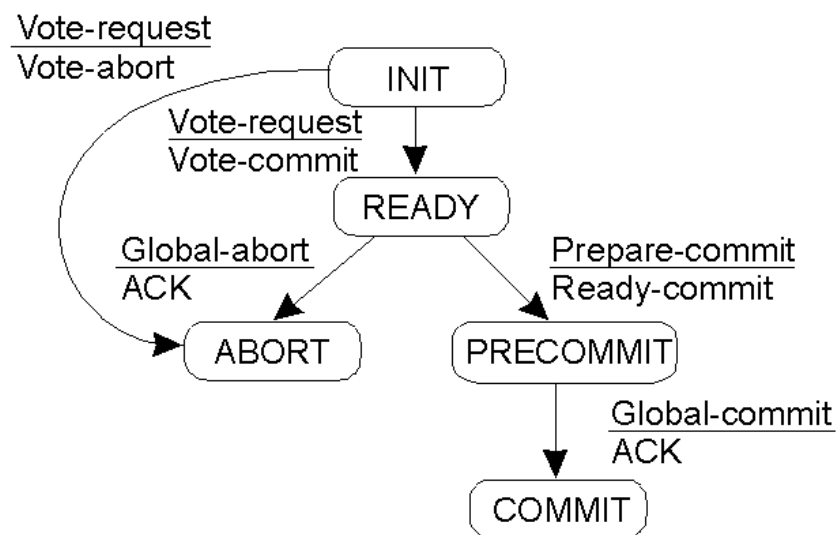 Vote-request
Vote-abort
INIT
Vote-request
Vote-commit
READY
Global-abort
ACK
Prepare-commit
Ready-commit
ABORT
PRECOMMIT
Global-commit
ACK
COMMIT